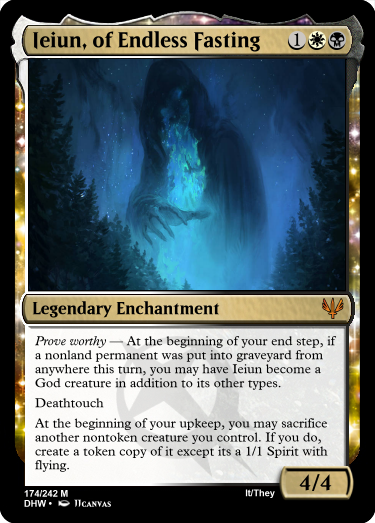 Ieiun, of Endless Fasting 1
Legendary Enchantment
Prove worthy — At the beginning of your end step, if
a nonland permanent was put into graveyard from
anywhere this turn, you may have Ieiun become a
God creature in addition to its other types.
Deathtouch
At the beginning of your upkeep, you may sacrifice
another nontoken creature you control. If you do,
create a token copy of it except its 1/1 Spirit with
flying.
4/4
174/242 M
It/They
DHW • IICANVAS